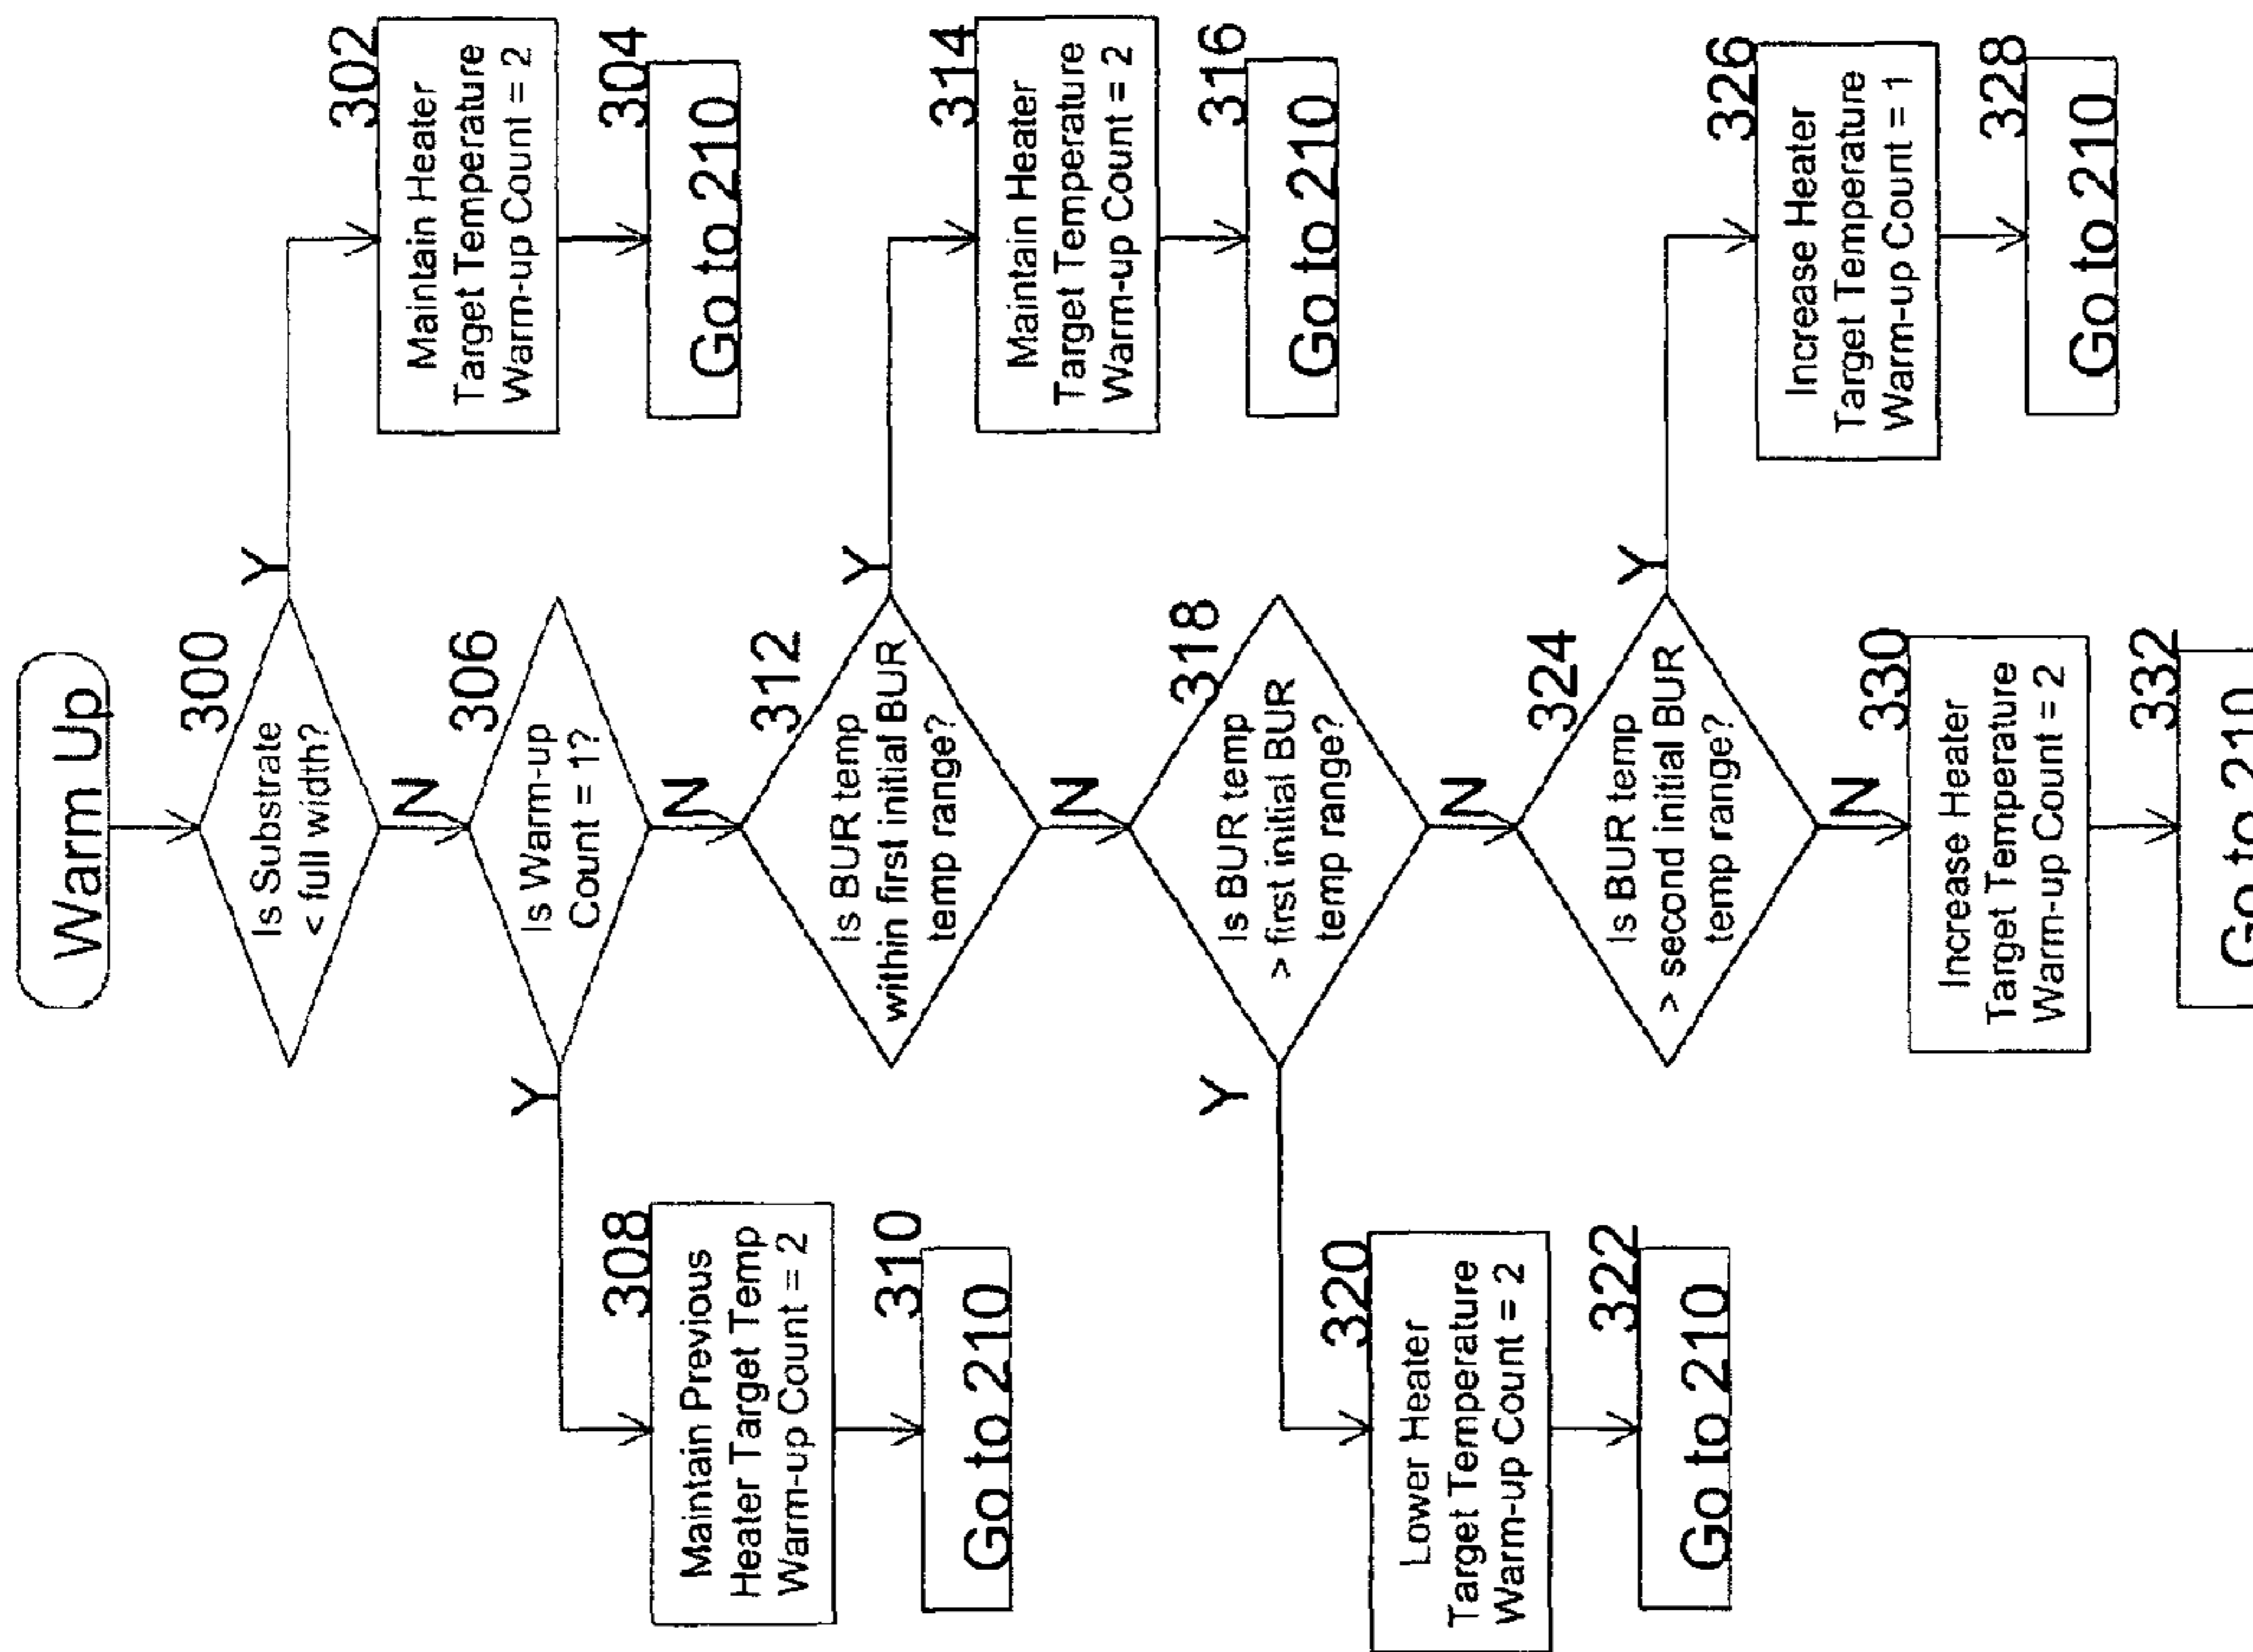 Warm Up
300
Is Substrate
< full width?
Y
302
Maintain Heater
Target Temperature
Warm-up Count = 2
304
Go to 210
N
306
Is Warm-up
Count = 1?
Y
308
Maintain Previous
Heater Target Temp
Warm-up Count = 2
310
Go to 210
N
312
Is BUR temp
within first initial BUR
temp range?
Y
314
Maintain Heater
Target Temperature
Warm-up Count = 2
316
Go to 210
N
318
Is BUR temp
> first initial BUR
temp range?
Y
320
Lower Heater
Target Temperature
Warm-up Count = 2
322
Go to 210
N
324
Is BUR temp
> second initial BUR
temp range?
Y
326
Increase Heater
Target Temperature
Warm-up Count = 1
328
Go to 210
N
330
Increase Heater
Target Temperature
Warm-up Count = 2
332
Go to 210